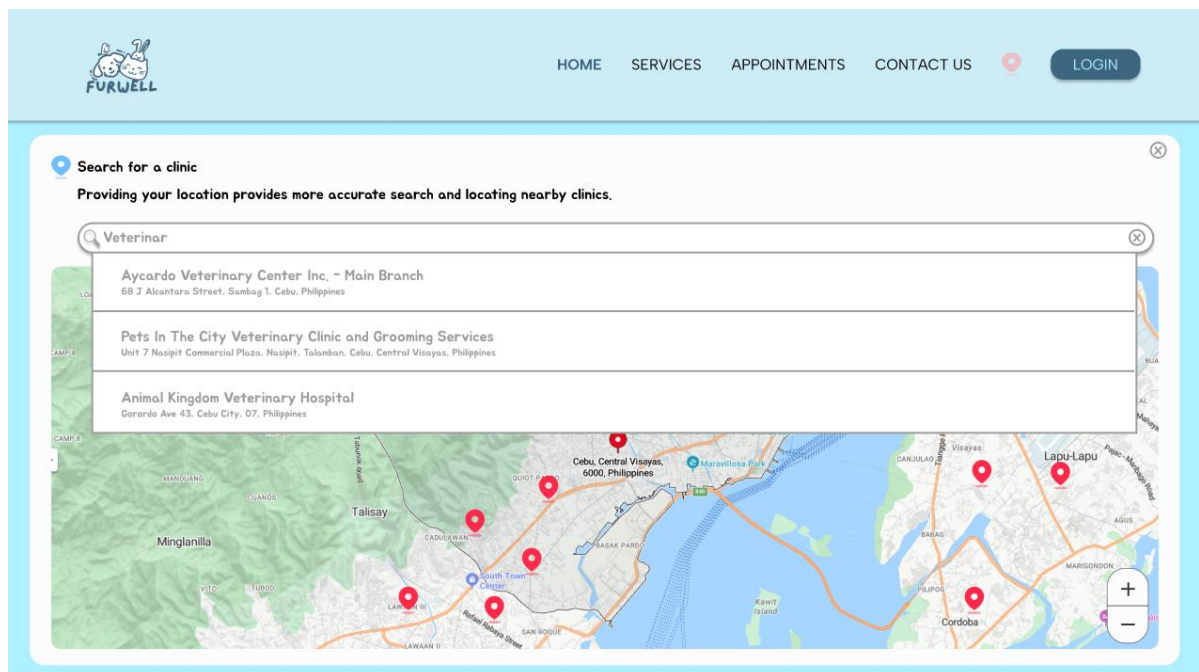 FURWELL
HOME
SERVICES
APPOINTMENTS
CONTACT US
LOGIN
Search for a clinic
Providing your location provides more accurate search and locating nearby clinics.
Veterinar
Aycardo Veterinary Center Inc. - Main Branch
68 J Alcantara Street. Sambag 1. Cebu. Philippines
Pets In The City Veterinary Clinic and Grooming Services
Unit 7 Nasipit Commercial Plaza. Nasipit. Talamban. Cebu. Central Visayas. Philippines
Animal Kingdom Veterinary Hospital
Gorordo Ave 43. Cebu City. 07. Philippines
CAMP 8
CAMP 8
Cebu, Central Visayas,
6000, Philippines
Maravillosa Park
840
CANJULAO
Visayas
Lapu-Lapu
MANDUANG
CUANOS
Talisay
CADULAWAN
Minglanilla
BASAK PARDO
BABAG
AGUS
MARIGONDON
VITO
TUBOD
South Town
Center
LAWAAN III
Rafael Rabaya Street
SAN ROQUE
LAWAAN II
Kawit
Island
Cordoba
+
−